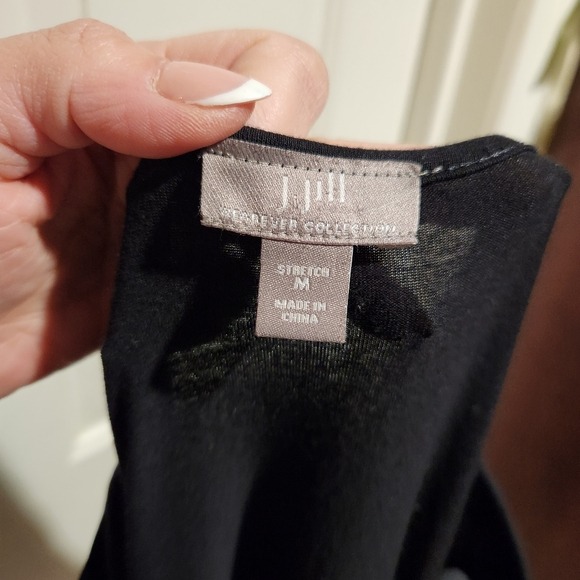 J.Jill
WEAREVER COLLECTION
STRETCH
M
MADE IN
CHINA